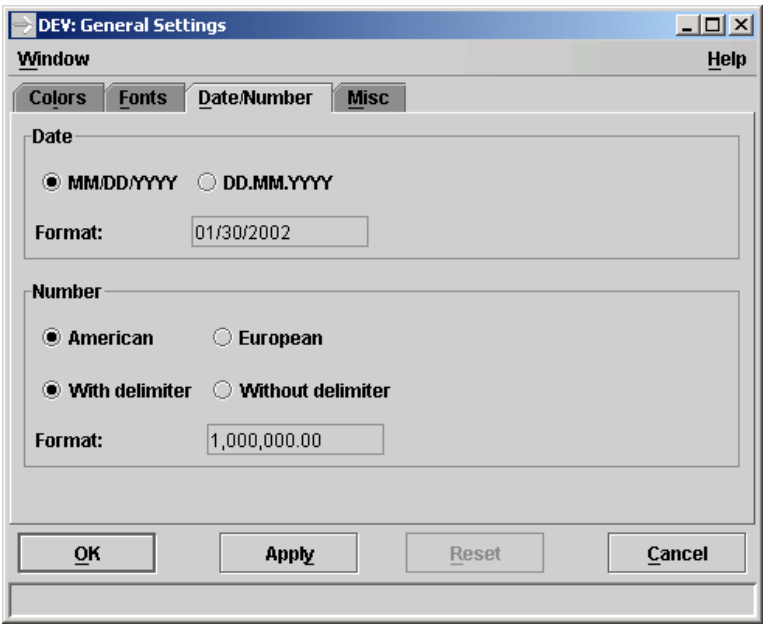 DEV: General Settings
Window Help
Colors Fonts Date/Number Misc
Date
MM/DD/YYYY DD.MM.YYYY
Format: 01/30/2002
Number
American European
With delimiter Without delimiter
Format: 1,000,000.00
OK Apply Reset Cancel